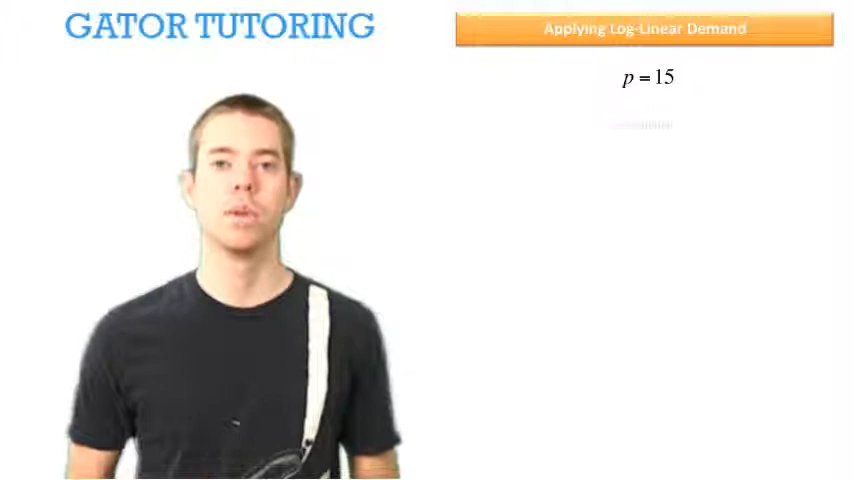 GATOR TUTORING
Applying Log-Linear Demand
p = 15